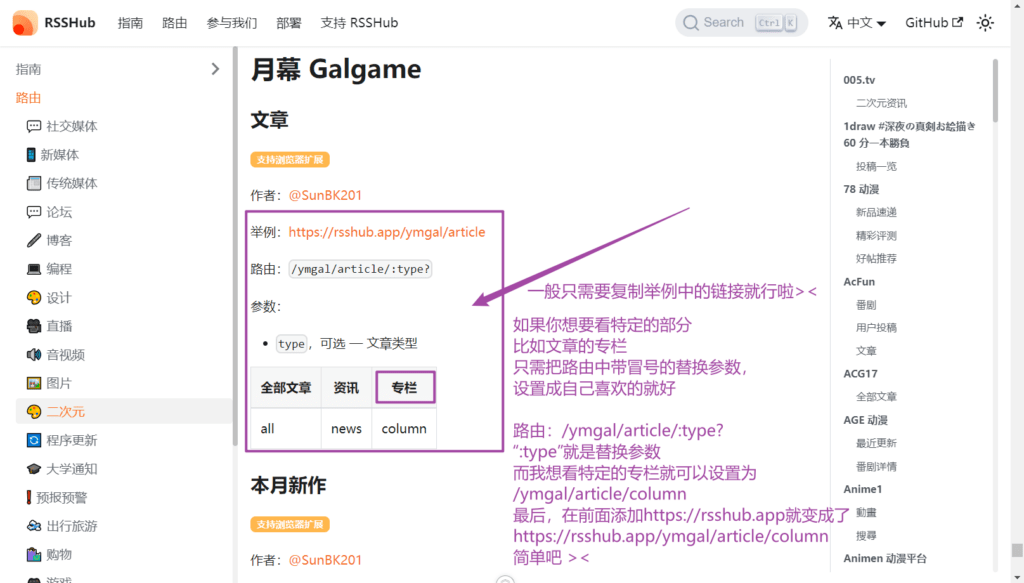 RSSHub
指南
路由
参与我们
部署
支持 RSSHub
Search
Ctrl K
中文
GitHub
指南
路由
社交媒体
新媒体
传统媒体
论坛
博客
编程
设计
直播
音视频
图片
二次元
程序更新
大学通知
预报预警
出行旅游
购物
游戏
月幕 Galgame
文章
支持浏览器扩展
作者：@SunBK201
举例：https://rsshub.app/ymgal/article
路由：/ymgal/article/:type?
参数：
type，可选 — 文章类型
全部文章 资讯 专栏
all news column
本月新作
支持浏览器扩展
作者：@SunBK201
一般只需要复制举例中的链接就行啦><
如果你想要看特定的部分
比如文章的专栏
只需把路由中带冒号的替换参数，
设置成自己喜欢的就好
路由：/ymgal/article/:type?
“:type”就是替换参数
而我想看特定的专栏就可以设置为
/ymgal/article/column
最后，在前面添加https://rsshub.app就变成了
https://rsshub.app/ymgal/article/column
简单吧 ><
005.tv
二次元资讯
1draw #深夜の真剣お絵描き
60 分一本勝負
投稿一览
78 动漫
新品速递
精彩评测
好帖推荐
AcFun
番剧
用户投稿
文章
ACG17
全部文章
AGE 动漫
最近更新
番剧详情
Anime1
動畫
搜尋
Animen 动漫平台